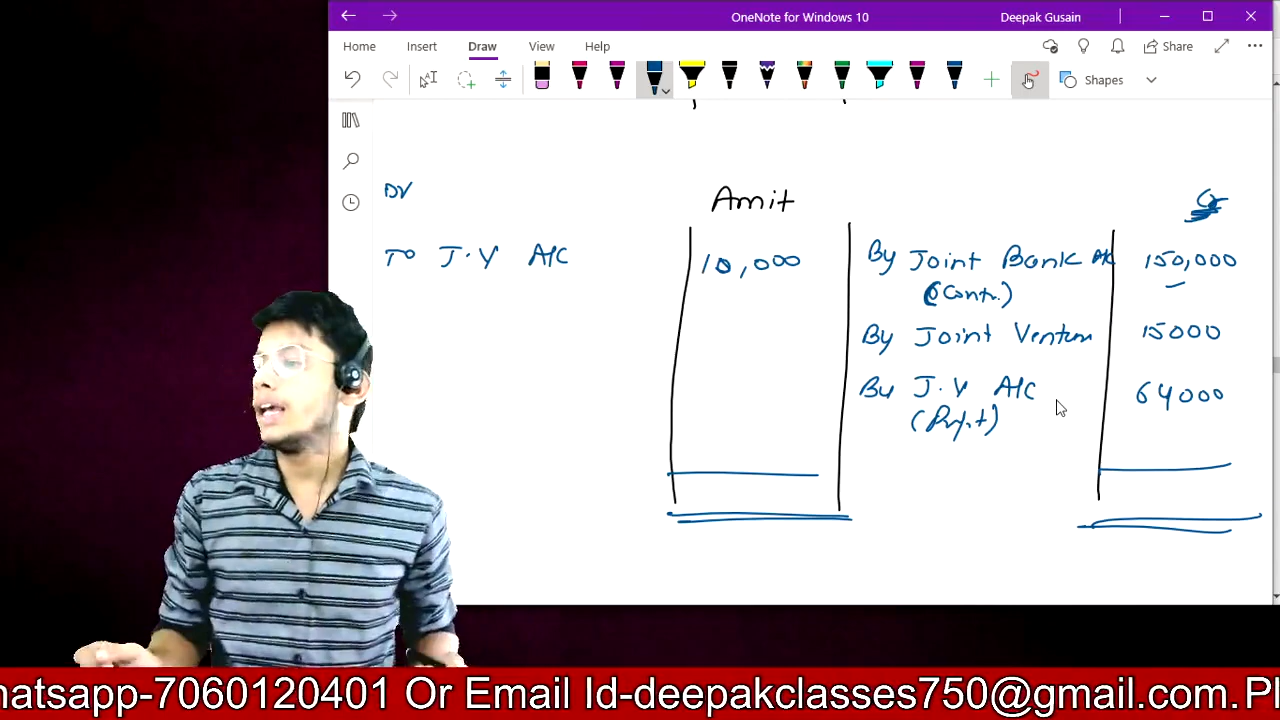 OneNote for Windows 10
Deepak Gusain
Home Insert Draw View Help
Share
Shapes
Amit
Dr
Cr
To J.V A/C 10,000 By Joint Bank A/c 150,000
(Contr.)
By Joint Venture 15000
By J.V A/C 64000
(Profit)
hatsapp-7060120401 Or Email Id-deepakclasses750@gmail.com.Pl